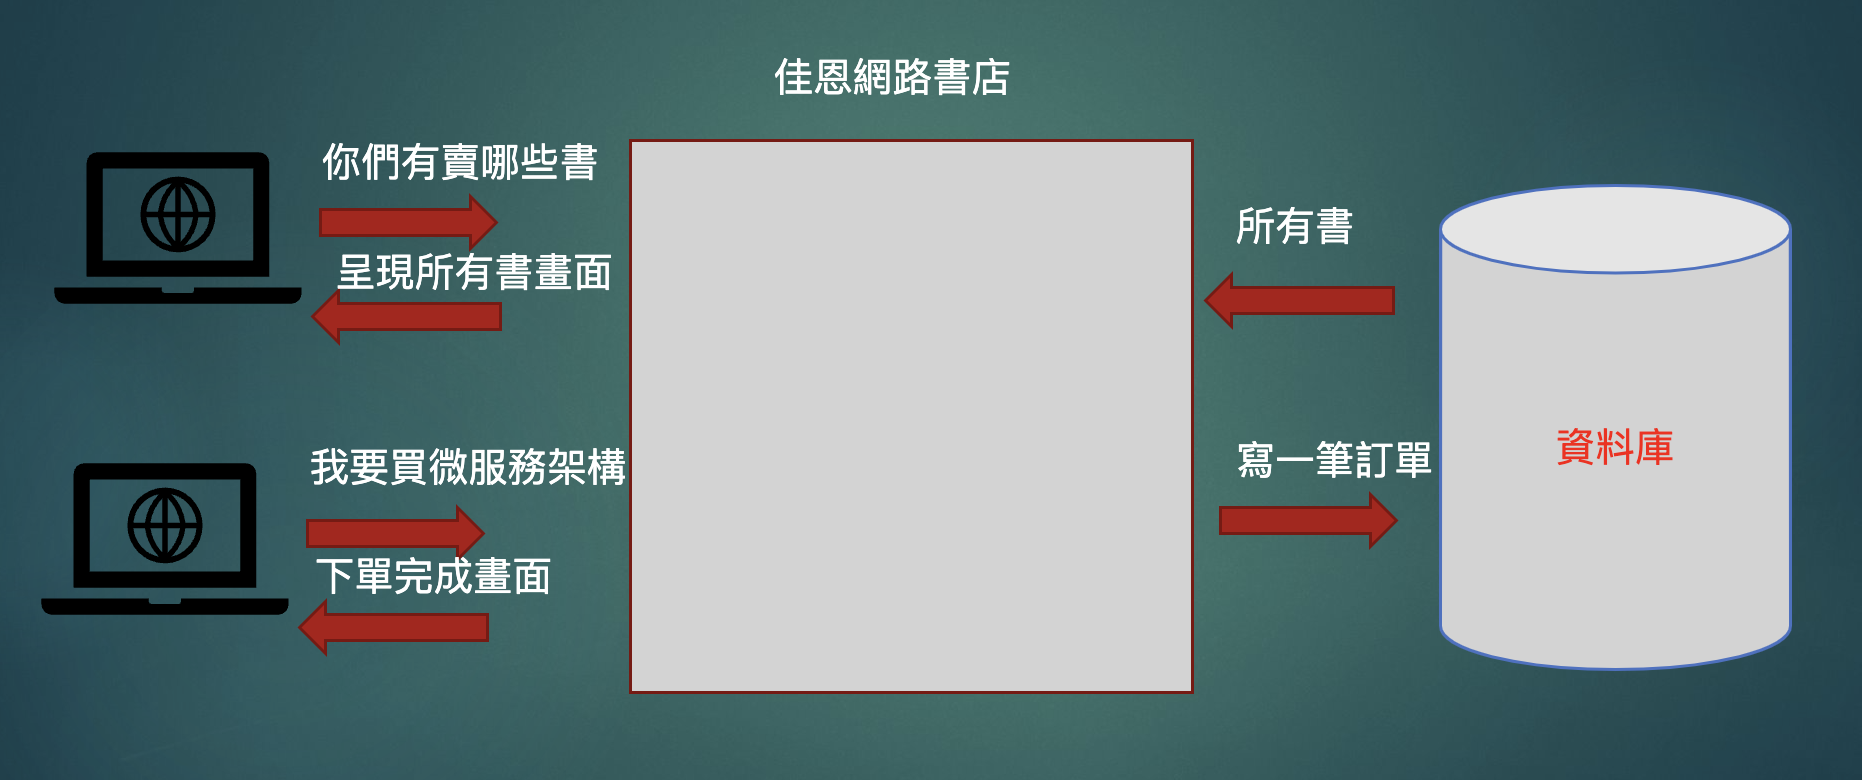 佳恩網路書店
你們有賣哪些書
呈現所有書畫面
所有書
資料庫
我要買微服務架構
寫一筆訂單
下單完成畫面